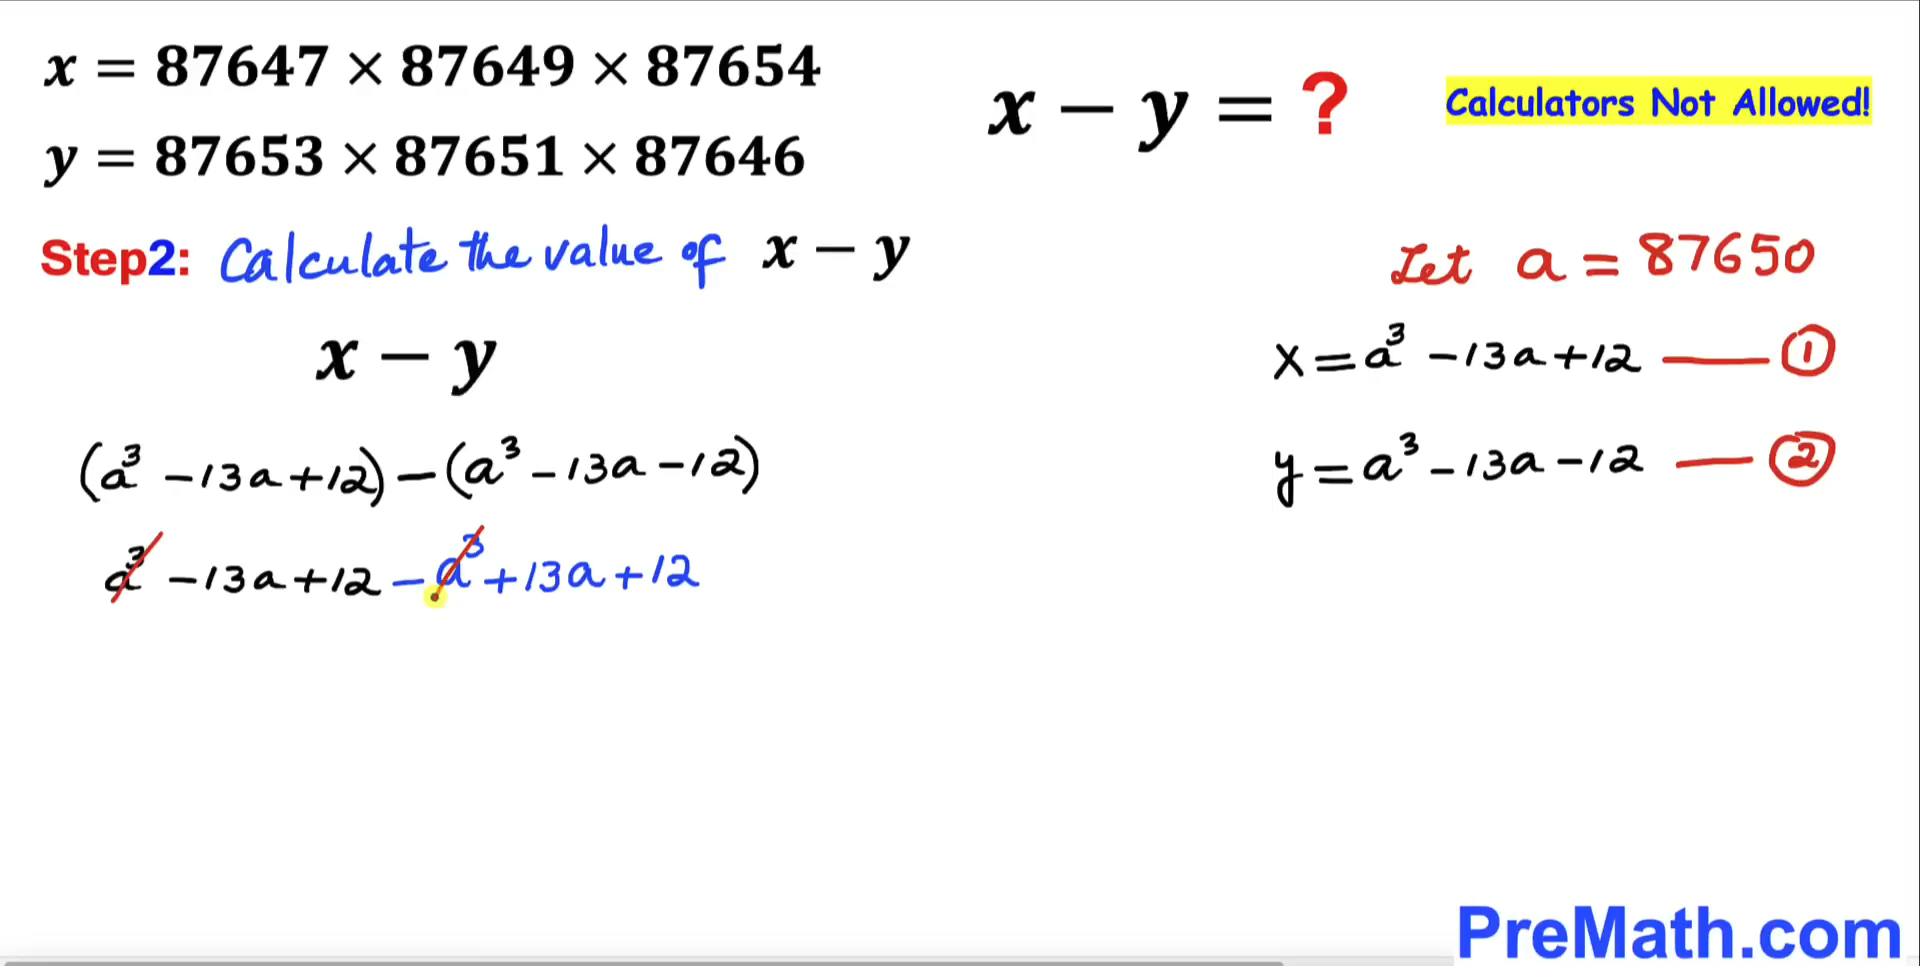 x = 87647 × 87649 × 87654
y = 87653 × 87651 × 87646
x − y = ?
Calculators Not Allowed!
Step2: Calculate the value of x − y
Let a = 87650
x − y
x = a³ − 13a + 12 —— ①
(a³ − 13a + 12) − (a³ − 13a − 12)
y = a³ − 13a − 12 —— ②
a³ − 13a + 12 − a³ + 13a + 12
PreMath.com